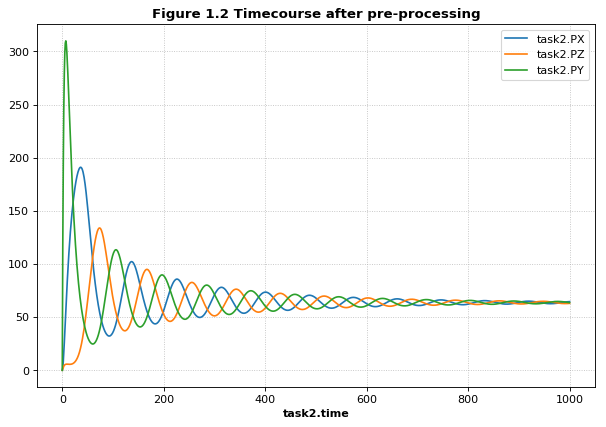 Figure 1.2 Timecourse after pre-processing
task2.PX
task2.PZ
task2.PY
300
250
200
150
100
50
0
0 200 400 600 800 1000
task2.time